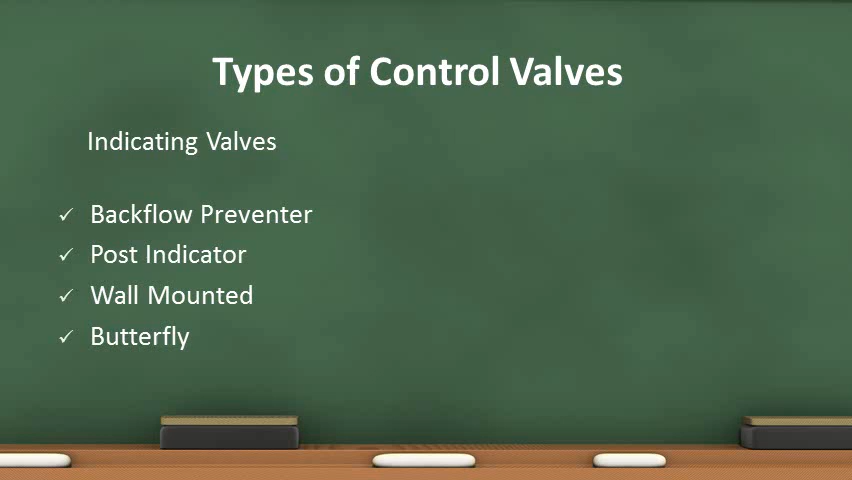 Types of Control Valves
Indicating Valves
✓ Backflow Preventer
✓ Post Indicator
✓ Wall Mounted
✓ Butterfly